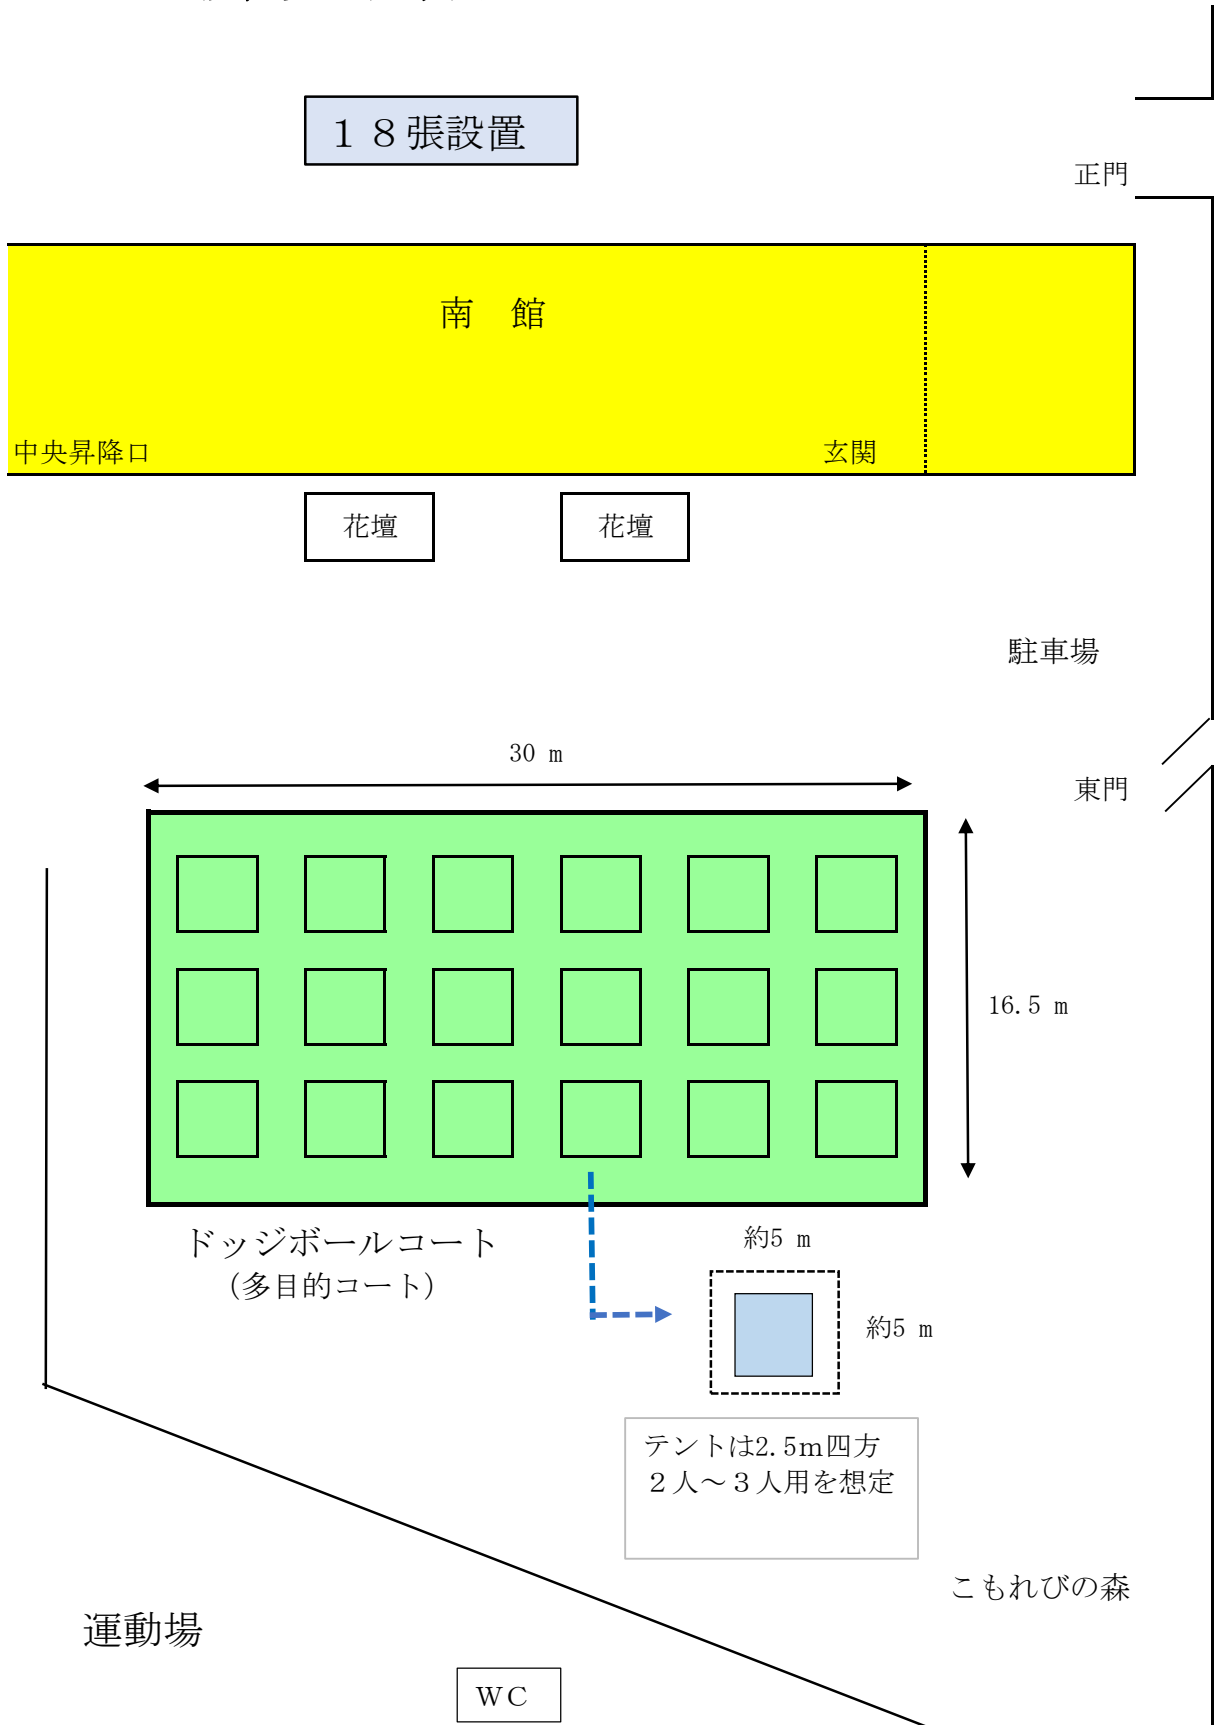 １８張設置
正門
南　館
中央昇降口
玄関
花壇
花壇
駐車場
30 m
東門
16.5 m
ドッジボールコート
（多目的コート）
約5 m
約5 m
テントは2.5m四方
２人～３人用を想定
こもれびの森
運動場
ＷＣ